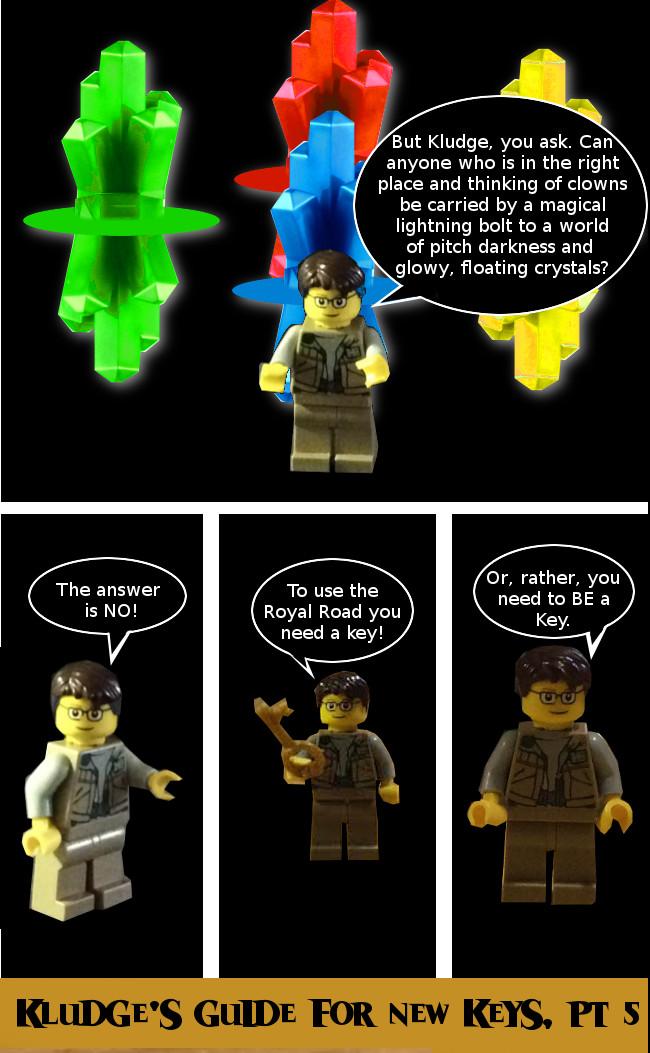 But Kludge, you ask. Can
anyone who is in the right
place and thinking of clowns
be carried by a magical
lightning bolt to a world
of pitch darkness and
glowy, floating crystals?
The answer
is NO!
To use the
Royal Road you
need a key!
Or, rather, you
need to BE a
Key.
Kludge's Guide For new Keys, pt 5